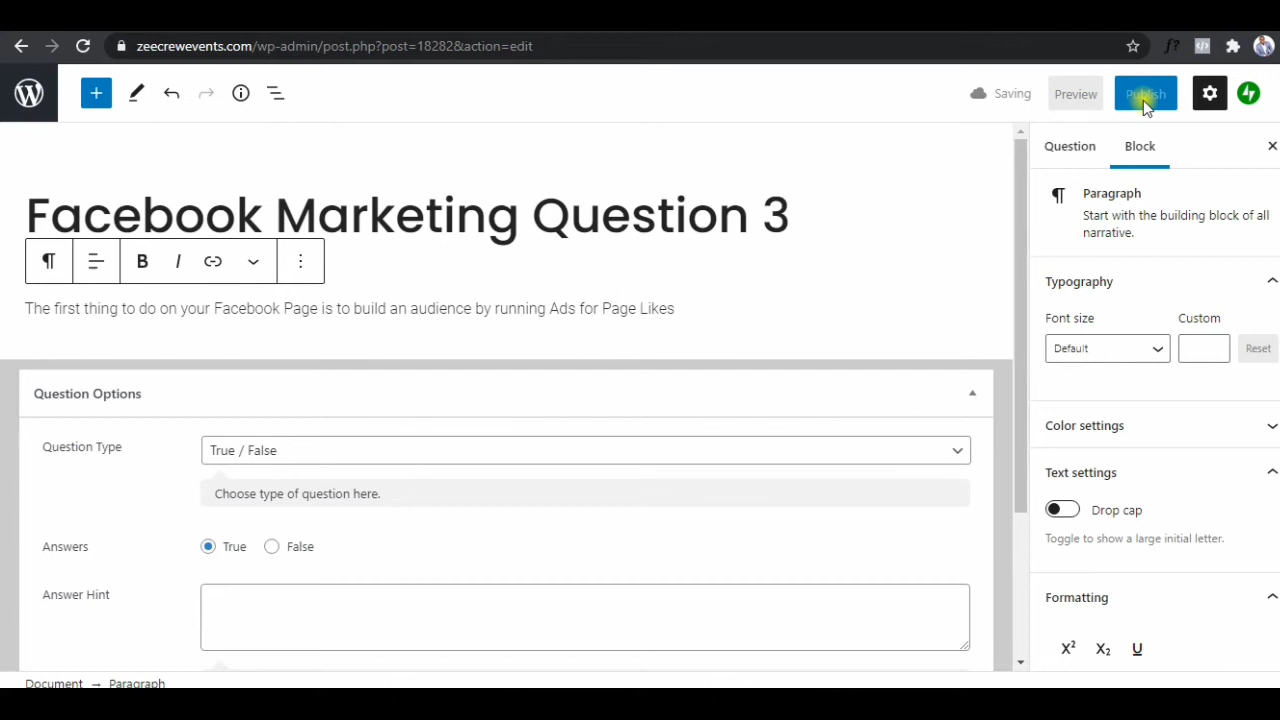 zeecrewevents.com/wp-admin/post.php?post=18282&action=edit
f?
Saving
Preview
Publish
Question
Block
Paragraph
Start with the building block of all
narrative.
Facebook Marketing Question 3
B I
The first thing to do on your Facebook Page is to build an audience by running Ads for Page Likes
Typography
Font size
Custom
Default
Reset
Question Options
Color settings
Question Type
True / False
Choose type of question here.
Text settings
Drop cap
Toggle to show a large initial letter.
Answers
True
False
Answer Hint
Formatting
X² X₂ U
Document → Paragraph